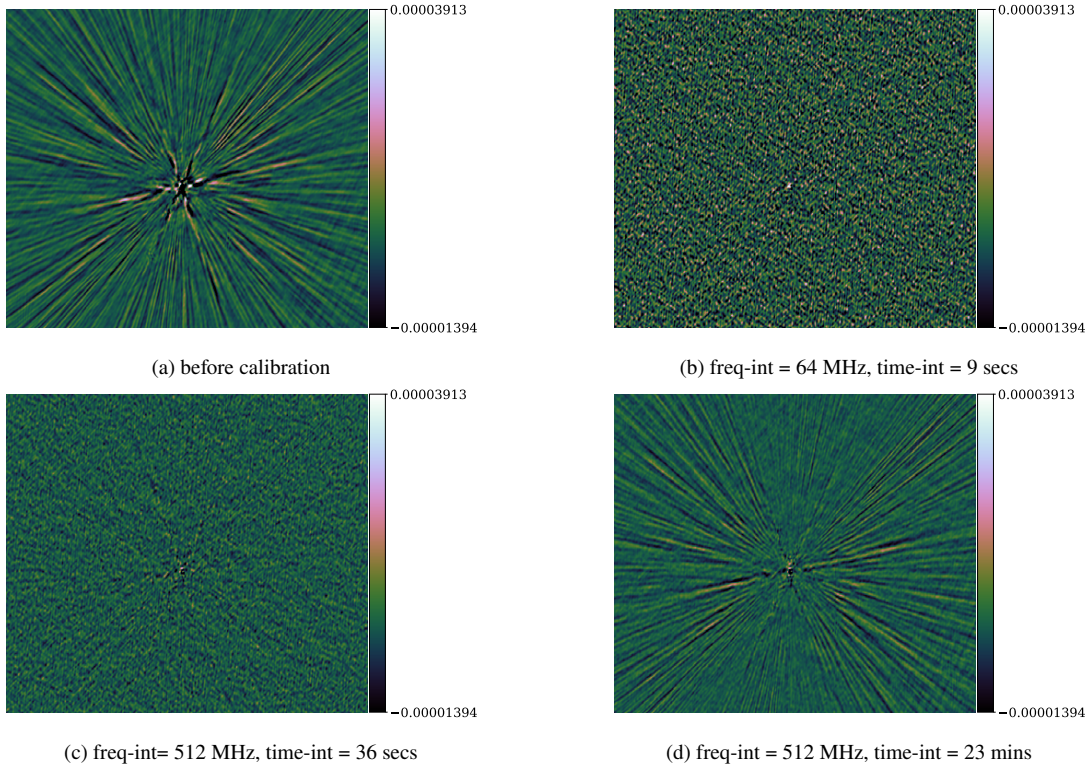 0.00003913
−0.00001394
(a) before calibration
0.00003913
−0.00001394
(b) freq-int = 64 MHz, time-int = 9 secs
0.00003913
−0.00001394
(c) freq-int= 512 MHz, time-int = 36 secs
0.00003913
−0.00001394
(d) freq-int = 512 MHz, time-int = 23 mins